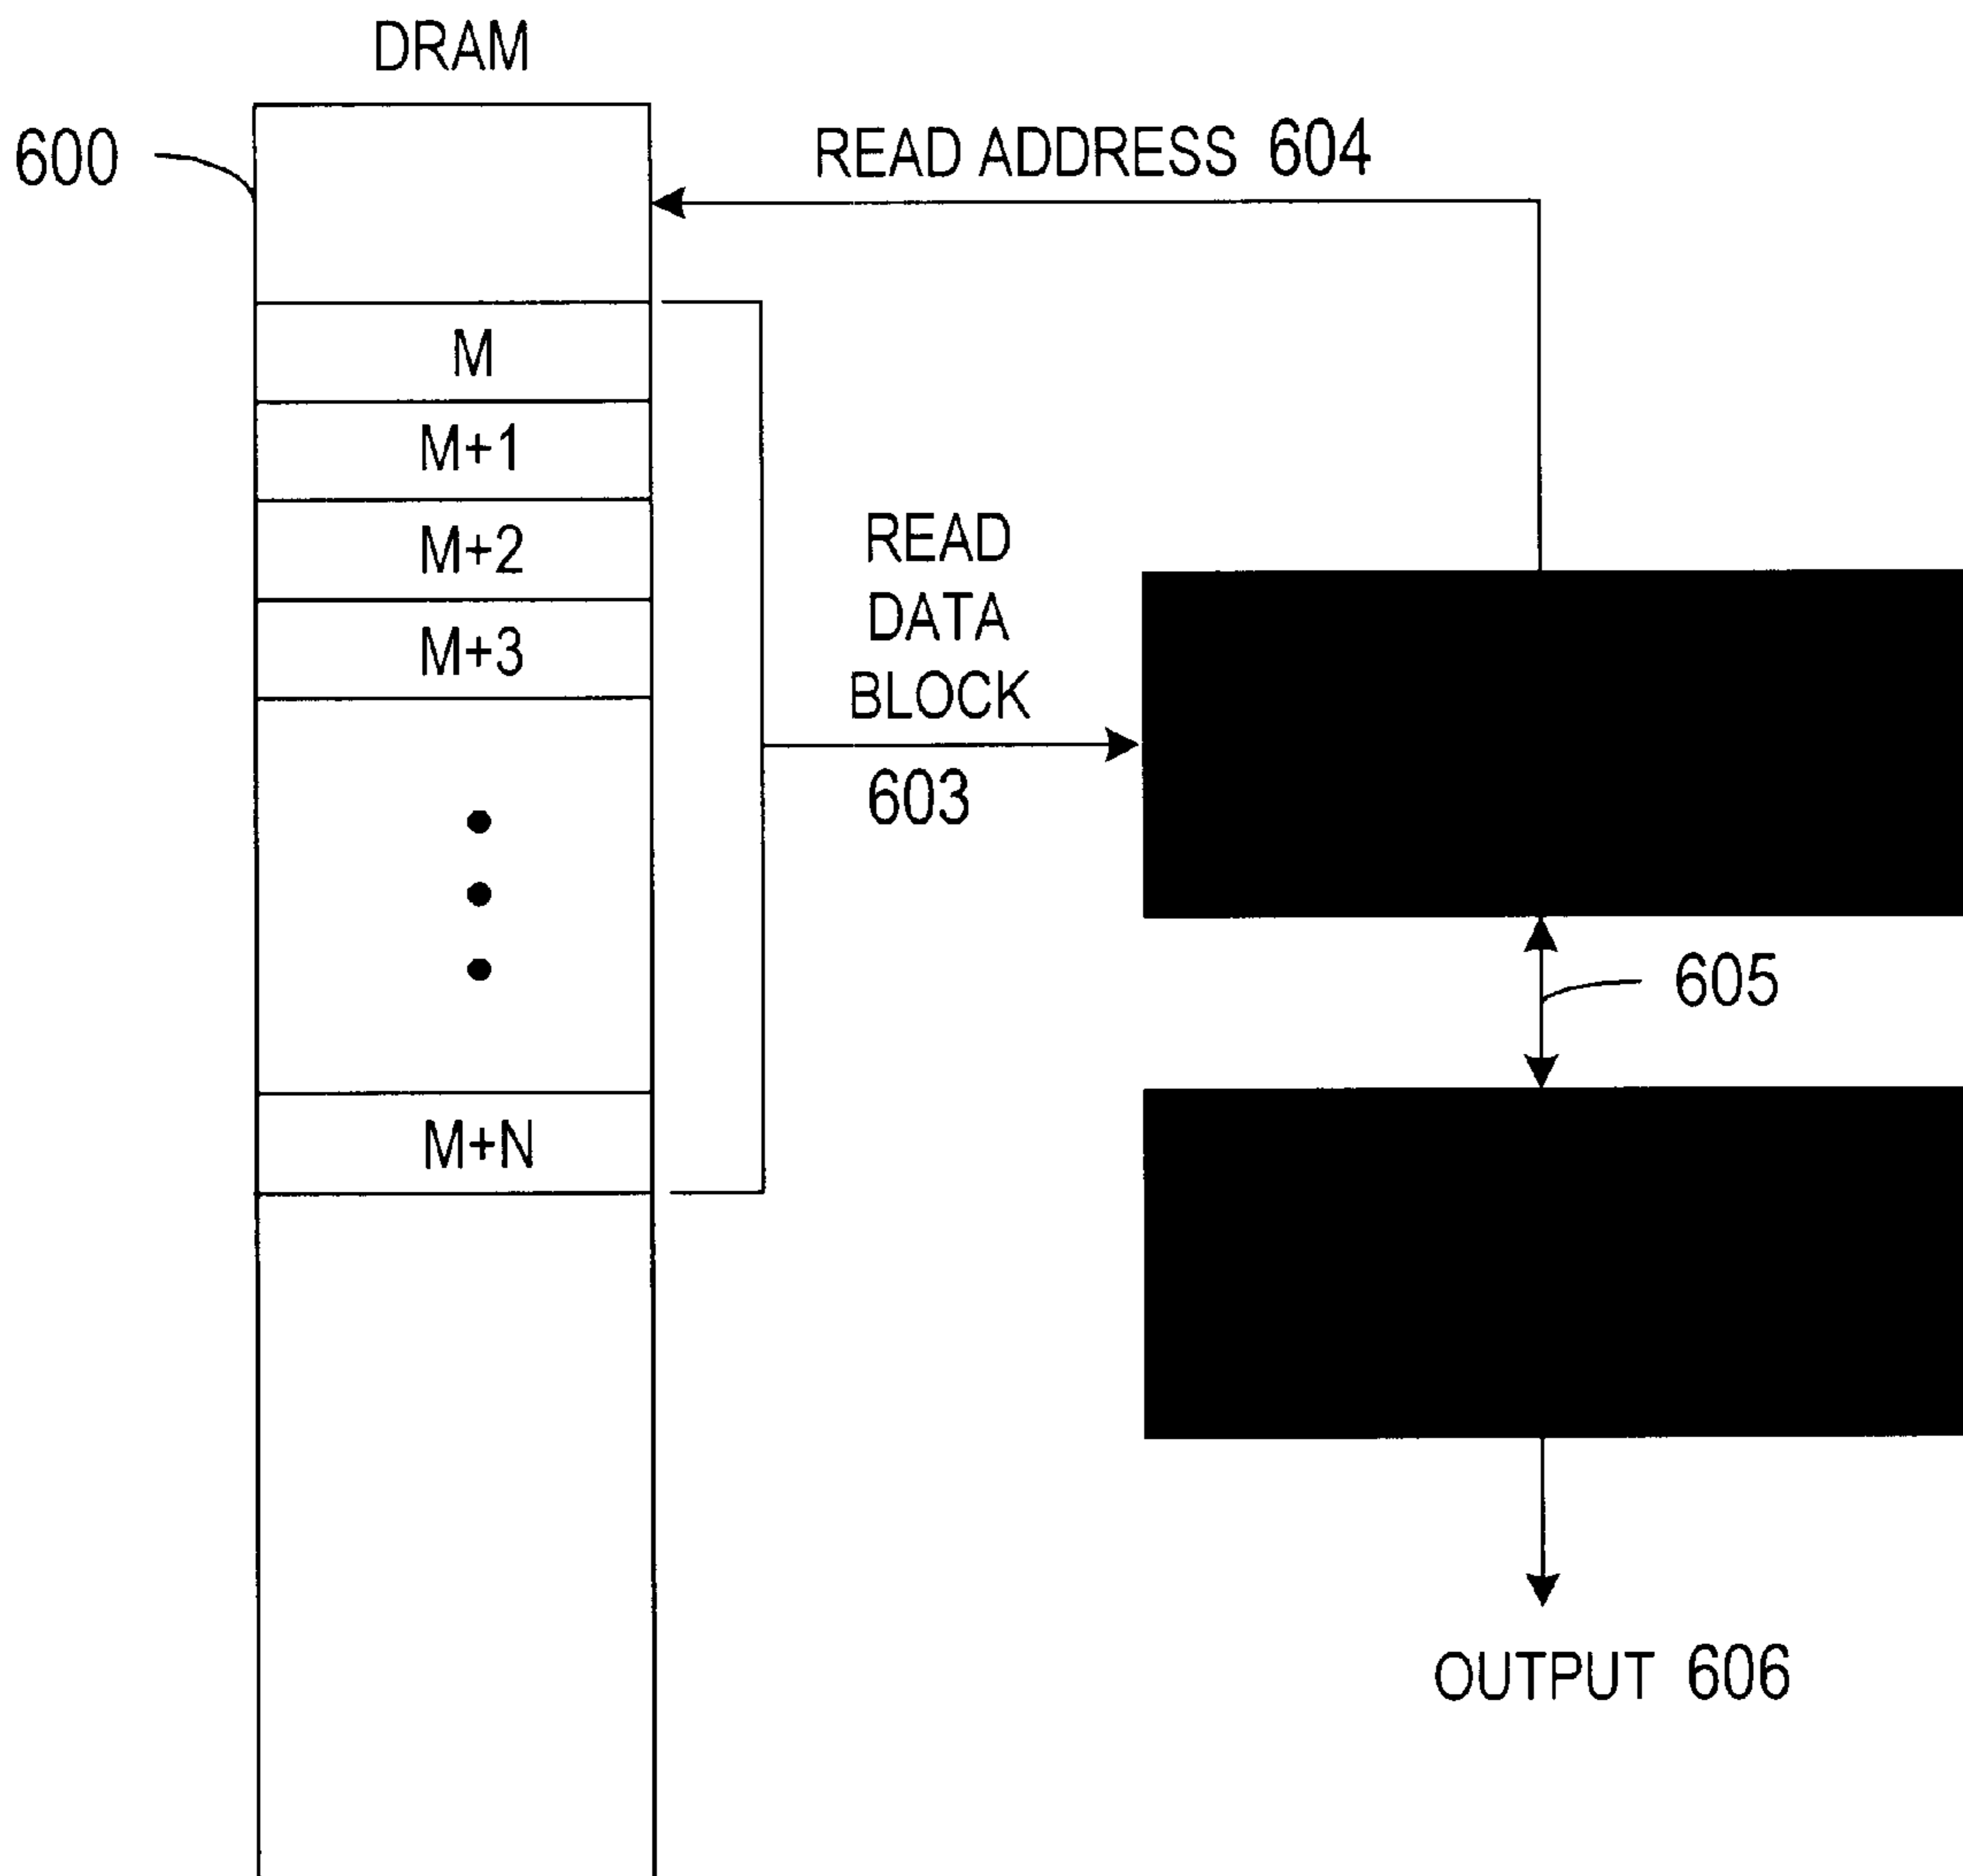 DRAM
600
READ ADDRESS 604
M
M+1
M+2
M+3
READ
DATA
BLOCK
603
605
M+N
OUTPUT 606